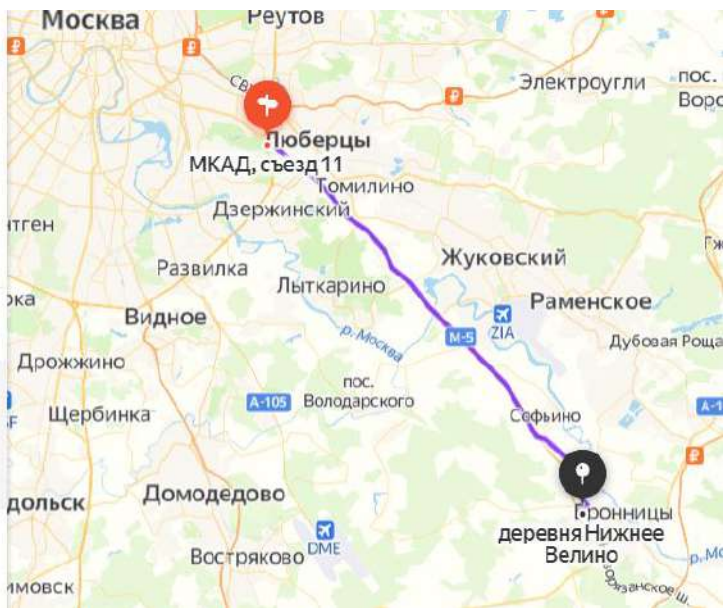 Москва
Реутов
Электроугли
пос.
Люберцы
МКАД, съезд 11
Томилино
Дзержинский
Развилка
Лыткарино
Жуковский
Видное
р. Москва
ZIA
Раменское
М-5
Дубовая Роща
Дрожжино
пос.
Володарского
А-105
Щербинка
Софьино
Домодедово
Бронницы
деревня Нижнее
Велино
DME
Востряково